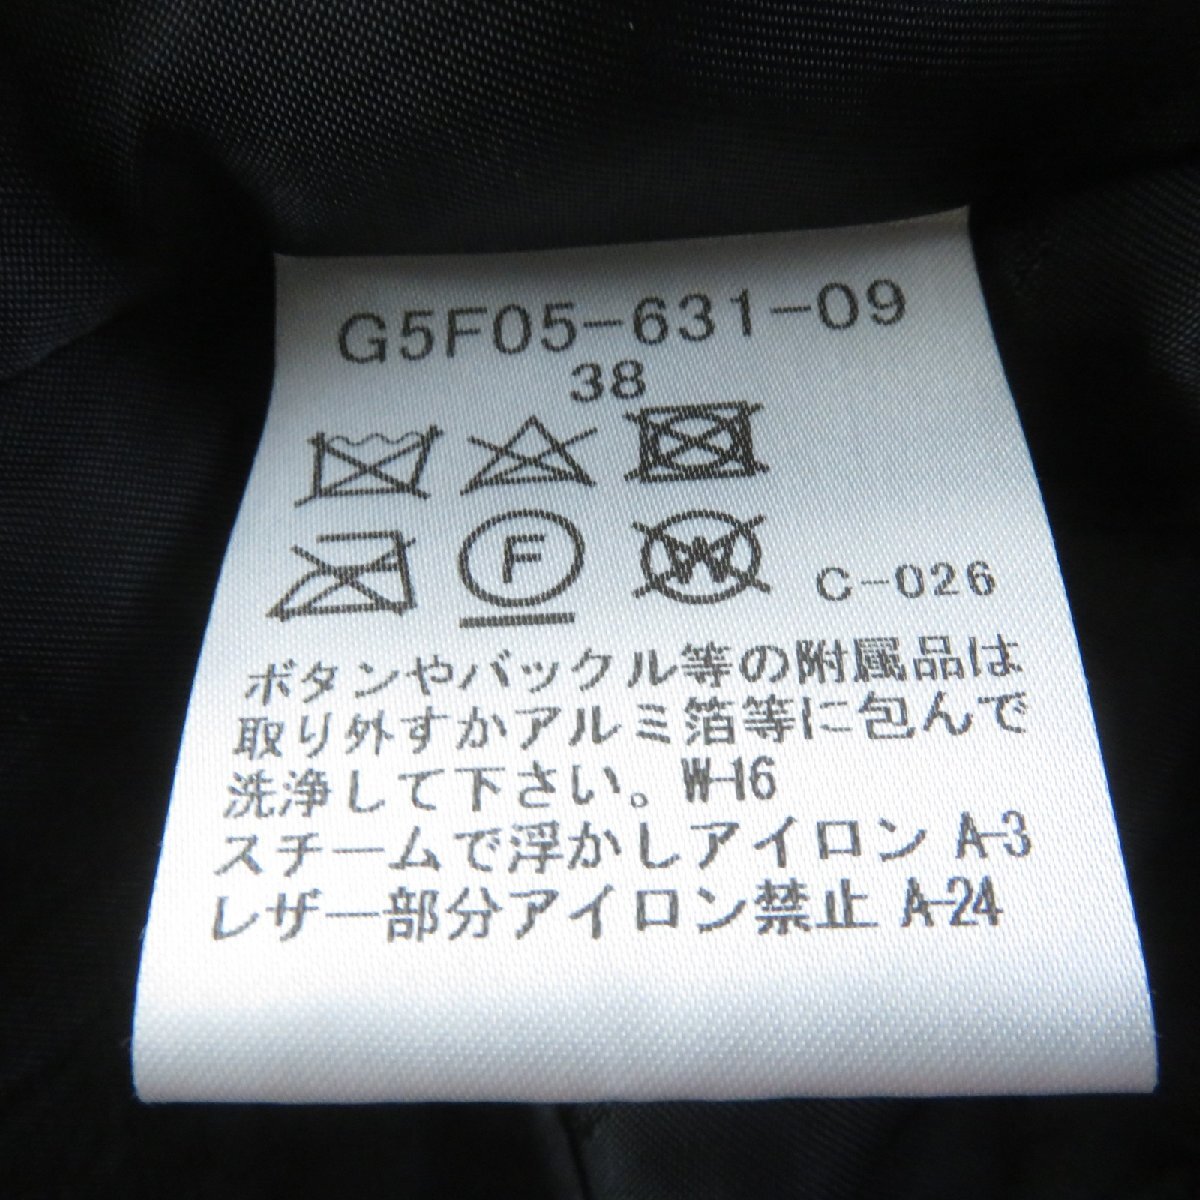 G5F05-631-09
38
F W C-026
ボタンやバックル等の附属品は
取り外すかアルミ箔等に包んで
洗浄して下さい。W-16
スチームで浮かしアイロン A-3
レザー部分アイロン禁止 A-24